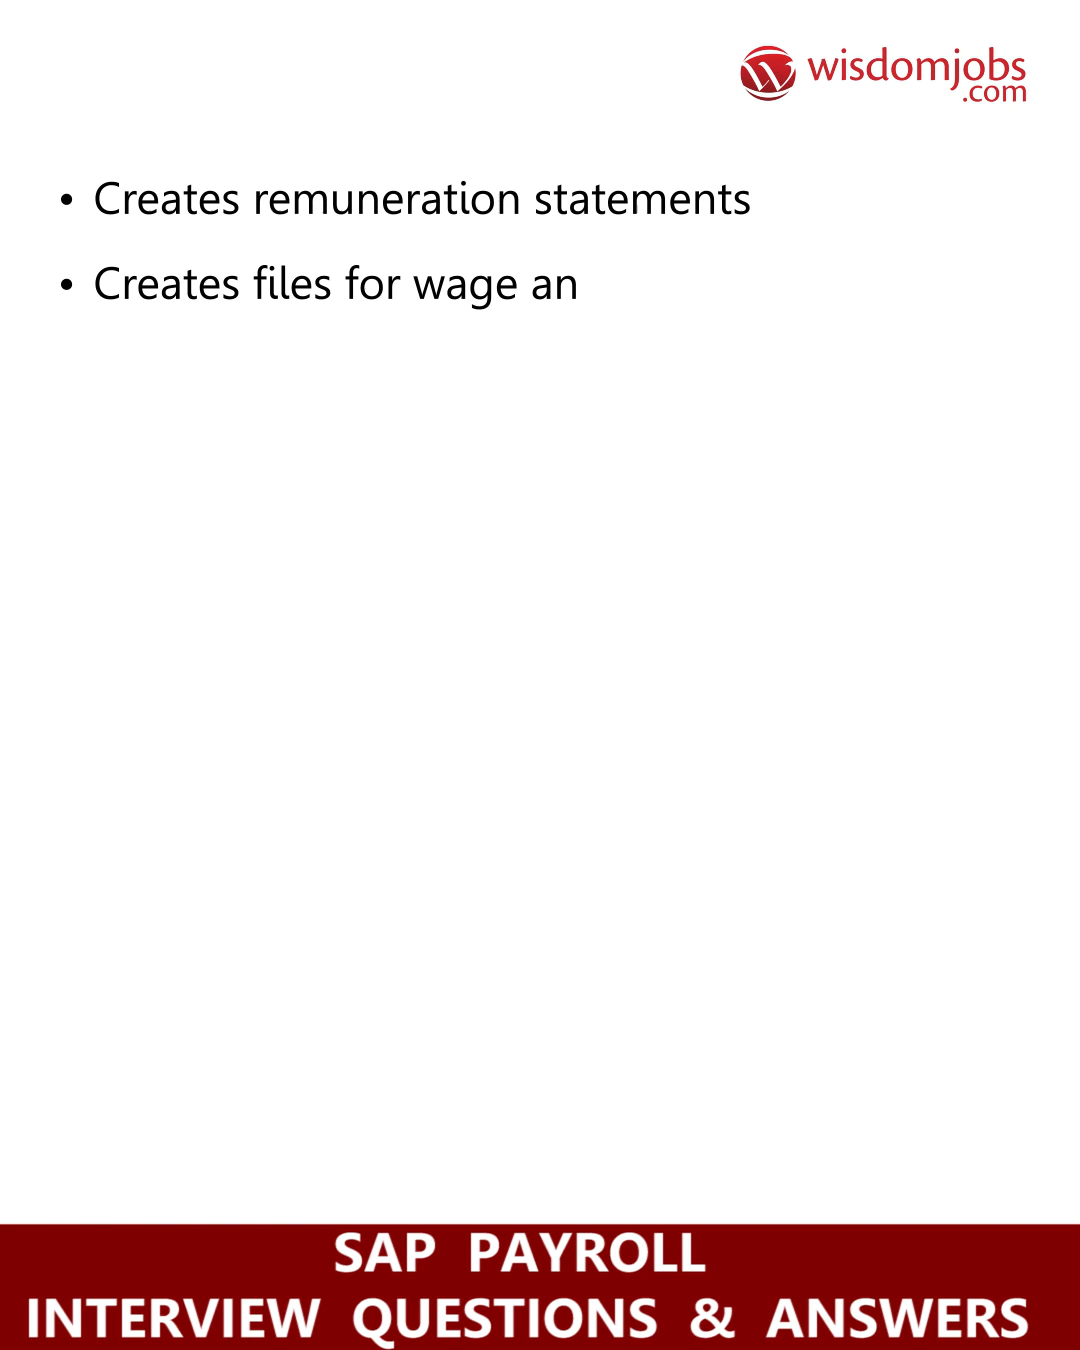 wisdomjobs
.com
• Creates remuneration statements
• Creates files for wage an
SAP PAYROLL
INTERVIEW QUESTIONS & ANSWERS